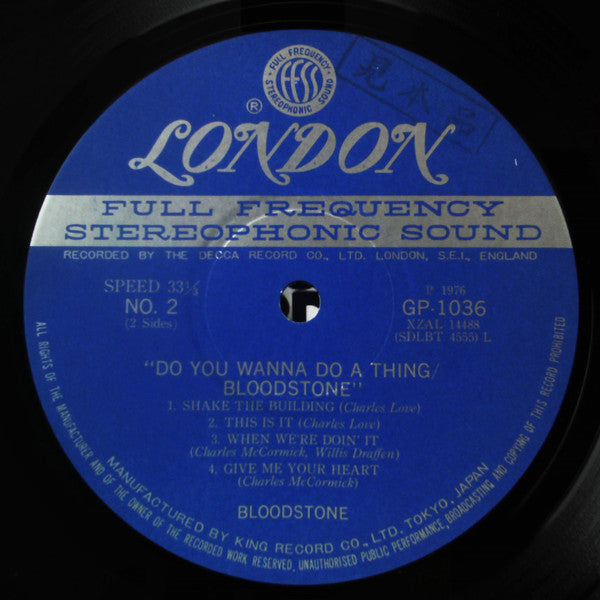 FULL FREQUENCY
ffss
STEREOPHONIC SOUND
見本品
®
LONDON
FULL FREQUENCY
STEREOPHONIC SOUND
RECORDED BY THE DECCA RECORD CO., LTD. LONDON, S.E.I., ENGLAND
SPEED 33⅓
℗ 1976
NO. 2
GP-1036
(2 Sides)
XZAL 14488
(SDLBT 4555) L
"DO YOU WANNA DO A THING/
BLOODSTONE"
1. SHAKE THE BUILDING (Charles Love)
2. THIS IS IT (Charles Love)
3. WHEN WE'RE DOIN' IT
(Charles McCormick, Willis Draffen)
4. GIVE ME YOUR HEART
(Charles McCormick)
BLOODSTONE
MANUFACTURED BY KING RECORD CO., LTD. TOKYO, JAPAN
ALL RIGHTS OF THE MANUFACTURER AND OF THE OWNER OF THE RECORDED WORK RESERVED, UNAUTHORISED PUBLIC PERFORMANCE, BROADCASTING AND COPYING OF THIS RECORD PROHIBITED